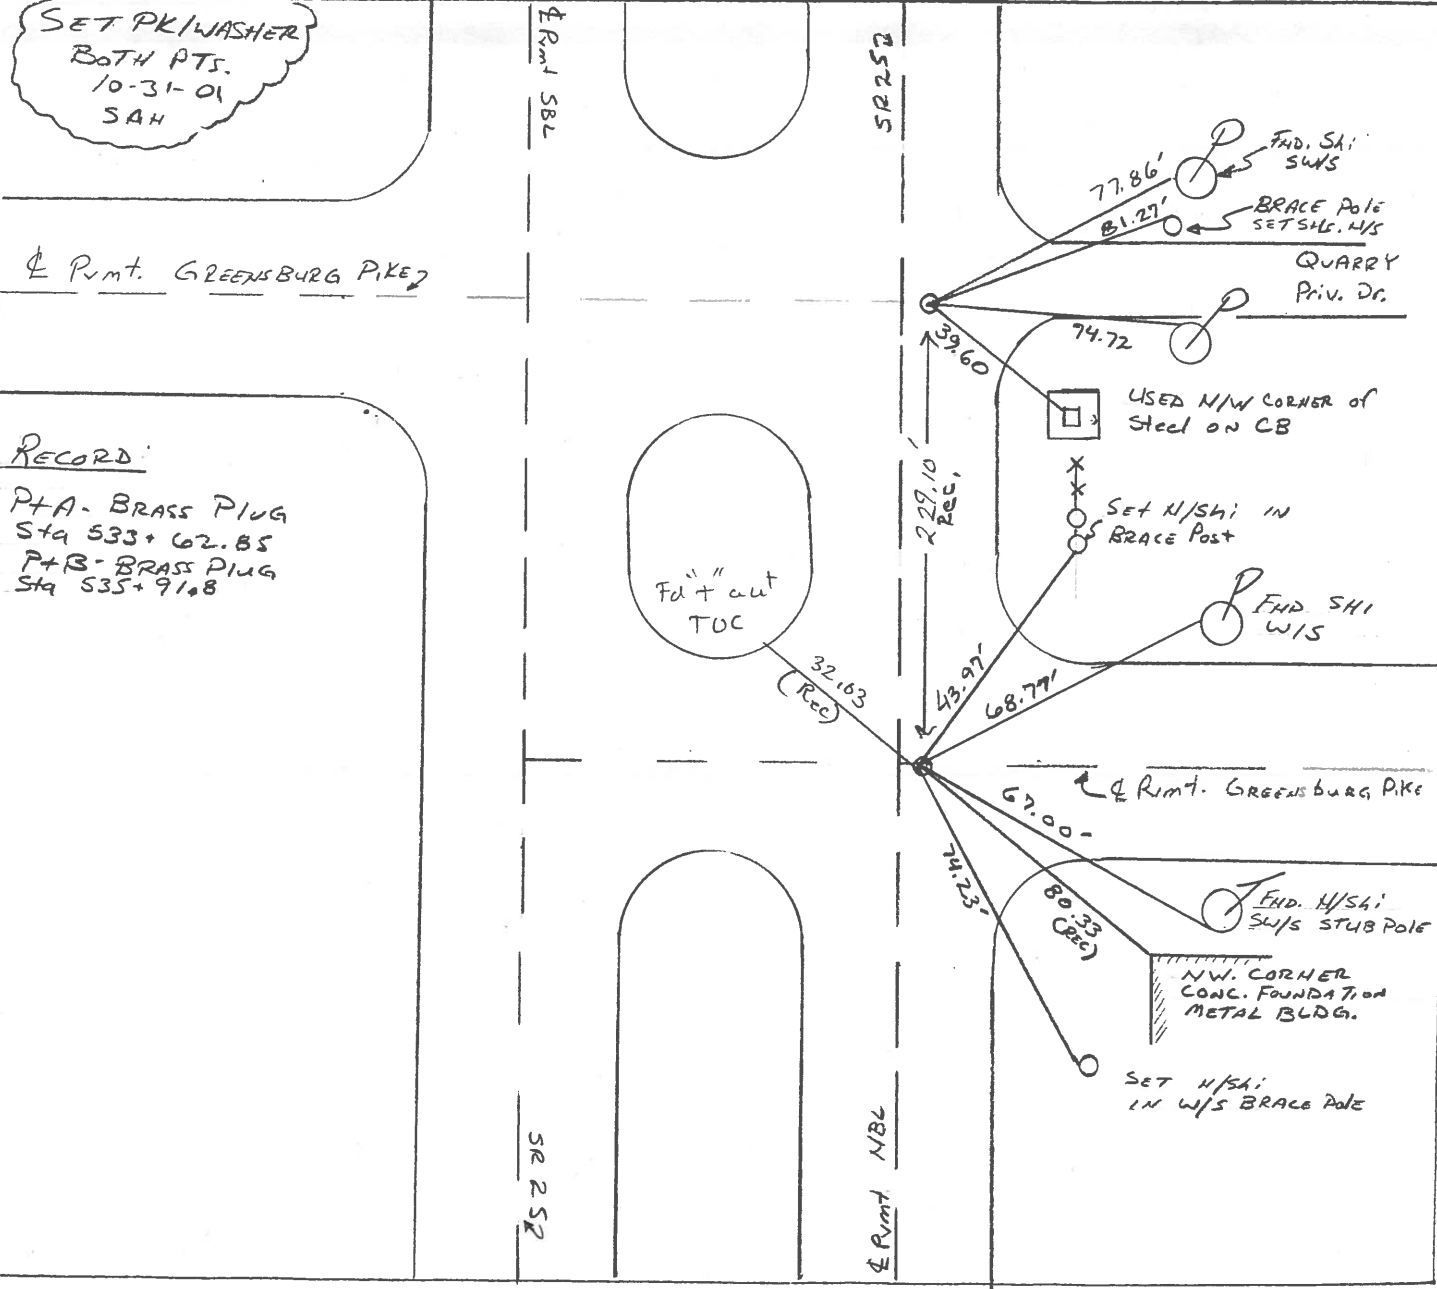 SET PK/WASHER
BOTH PTS.
10-31-01
SAH
℄ Pvmt SBL
SR 252
77.86'
FND. Shi
SW/S
81.27'
BRACE Pole
SET SHi. N/S
QUARRY
Priv. Dr.
℄ Pvmt. GREENSBURG PIKE
74.72
39.60
USED N/W CORNER of
Steel ON CB
229.10'
REC.
RECORD:
Pt A - BRASS PlUG
Sta 533+ 62.85
Pt B - BRASS PlUG
Sta 535+ 91.8
SET N/Shi IN
BRACE Post
Fd "+" cut
TOC
32.63
(REC)
43.97'
68.77'
FND SHI
W/S
℄ Pvmt. GREENSBURG PIKE
67.00-
74.23'
80.33
(REC)
FND. N/Shi
SW/S STUB POLE
NW. CORNER
CONC. FOUNDATION
METAL BLDG.
SET N/Shi
IN W/S BRACE Pole
SR 252
℄ Pvmt NBL